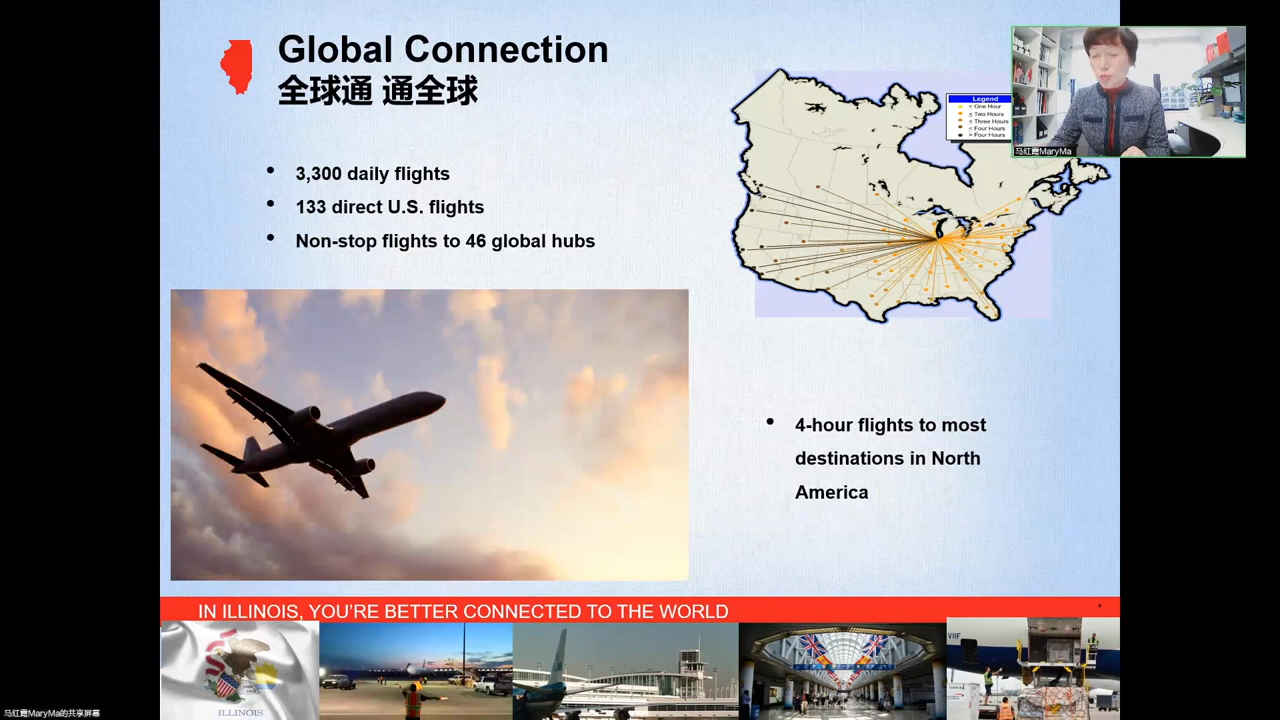 Global Connection
全球通 通全球
3,300 daily flights
133 direct U.S. flights
Non-stop flights to 46 global hubs
Legend
< One Hour
< Two Hours
< Three Hours
< Four Hours
> Four Hours
马红霞MaryMa
4-hour flights to most
destinations in North
America
IN ILLINOIS, YOU'RE BETTER CONNECTED TO THE WORLD
VIIF
ILLINOIS
马红霞MaryMa的共享屏幕